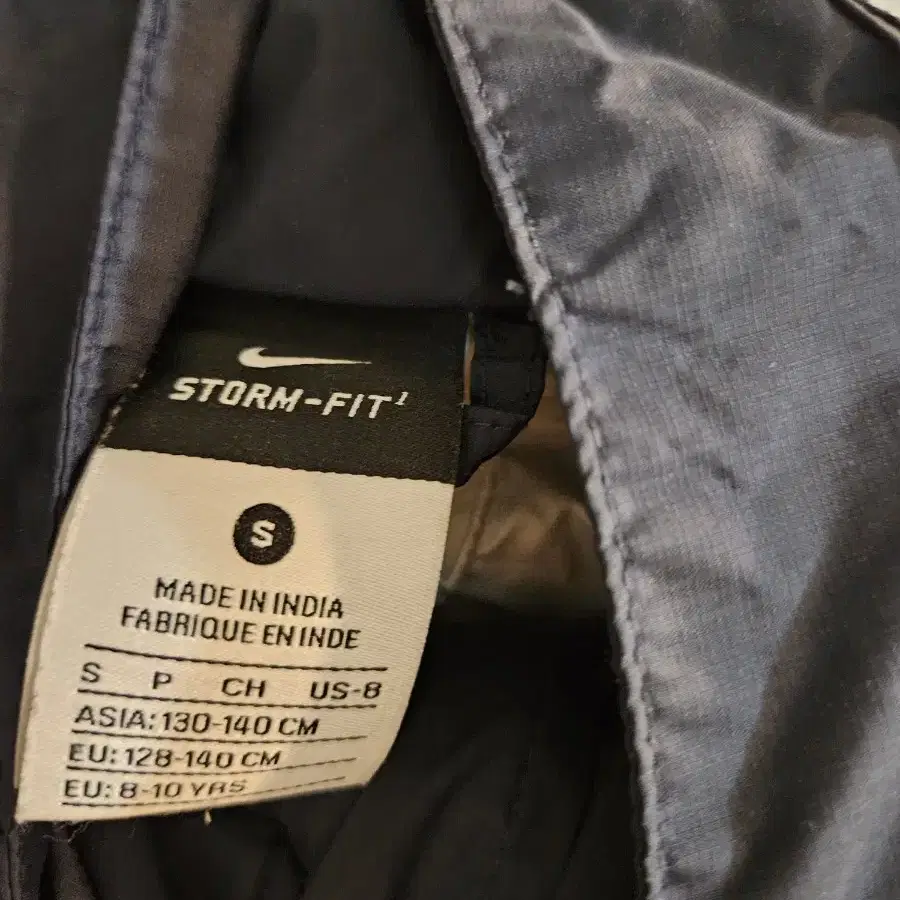 STORM-FIT¹
S
MADE IN INDIA
FABRIQUE EN INDE
S P CH US-8
ASIA: 130-140 CM
EU: 128-140 CM
EU: 8-10 YRS